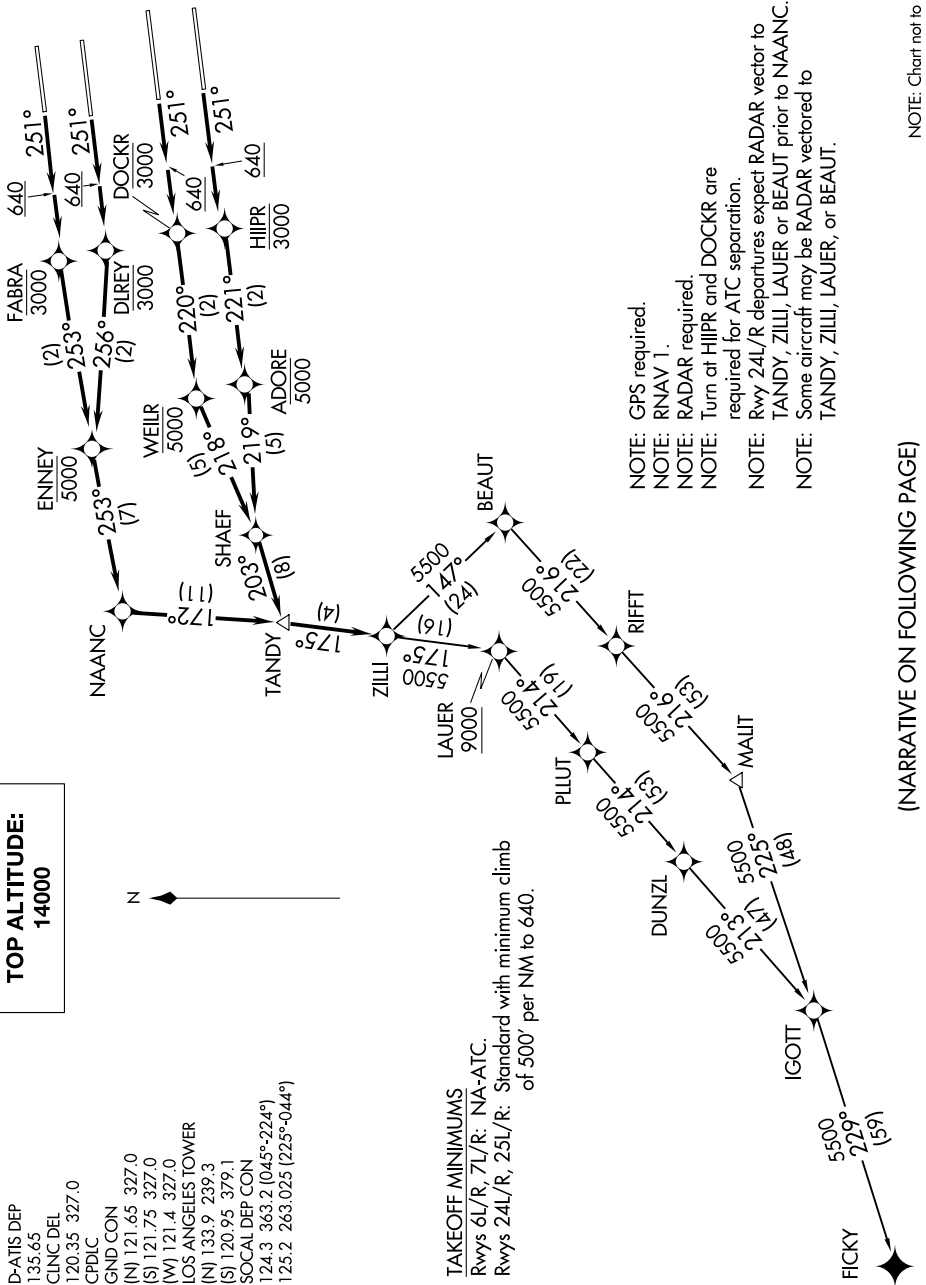 D-ATIS DEP
135.65
CLNC DEL
120.35 327.0
CPDLC
GND CON
(N) 121.65 327.0
(S) 121.75 327.0
(W) 121.4 327.0
LOS ANGELES TOWER
(N) 133.9 239.3
(S) 120.95 379.1
SOCAL DEP CON
124.3 363.2 (045°-224°)
125.2 263.025 (225°-044°)
TOP ALTITUDE:
14000
N
TAKEOFF MINIMUMS
Rwys 6L/R, 7L/R: NA-ATC.
Rwys 24L/R, 25L/R: Standard with minimum climb
of 500' per NM to 640.
FABRA
3000
640
251°
DLREY
3000
640
251°
DOCKR
3000
640
251°
HIIPR
3000
640
251°
(2)
253°
256°
(2)
220°
(2)
221°
(2)
ENNEY
5000
WEILR
5000
ADORE
5000
253°
(7)
(5)
218°
219°
(5)
NAANC
SHAEF
172°
(11)
203°
(8)
TANDY
175°
(4)
ZILLI
5500
147°
(24)
BEAUT
5500
175°
(16)
LAUER
9000
5500
216°
(22)
RIFFT
5500
214°
(19)
PLLUT
5500
216°
(53)
MALIT
5500
214°
(53)
DUNZL
5500
225°
(48)
5500
213°
(47)
IGOTT
5500
229°
(59)
FICKY
NOTE: GPS required.
NOTE: RNAV 1.
NOTE: RADAR required.
NOTE: Turn at HIIPR and DOCKR are
required for ATC separation.
NOTE: Rwy 24L/R departures expect RADAR vector to
TANDY, ZILLI, LAUER or BEAUT prior to NAANC.
NOTE: Some aircraft may be RADAR vectored to
TANDY, ZILLI, LAUER, or BEAUT.
(NARRATIVE ON FOLLOWING PAGE)
NOTE: Chart not to